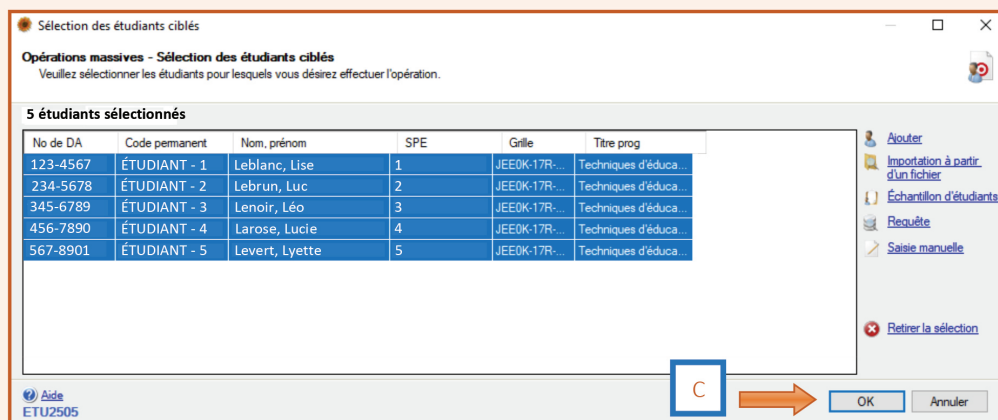 Sélection des étudiants ciblés
Opérations massives - Sélection des étudiants ciblés
Veuillez sélectionner les étudiants pour lesquels vous désirez effectuer l'opération.
5 étudiants sélectionnés
No de DA Code permanent Nom, prénom SPE Grille Titre prog
123-4567 ÉTUDIANT - 1 Leblanc, Lise 1 JEE0K-17R-... Techniques d'éduca...
234-5678 ÉTUDIANT - 2 Lebrun, Luc 2 JEE0K-17R-... Techniques d'éduca...
345-6789 ÉTUDIANT - 3 Lenoir, Léo 3 JEE0K-17R-... Techniques d'éduca...
456-7890 ÉTUDIANT - 4 Larose, Lucie 4 JEE0K-17R-... Techniques d'éduca...
567-8901 ÉTUDIANT - 5 Levert, Lyette 5 JEE0K-17R-... Techniques d'éduca...
Ajouter
Importation à partir
d'un fichier
Échantillon d'étudiants
Requête
Saisie manuelle
Retirer la sélection
Aide
ETU2505
C
OK
Annuler